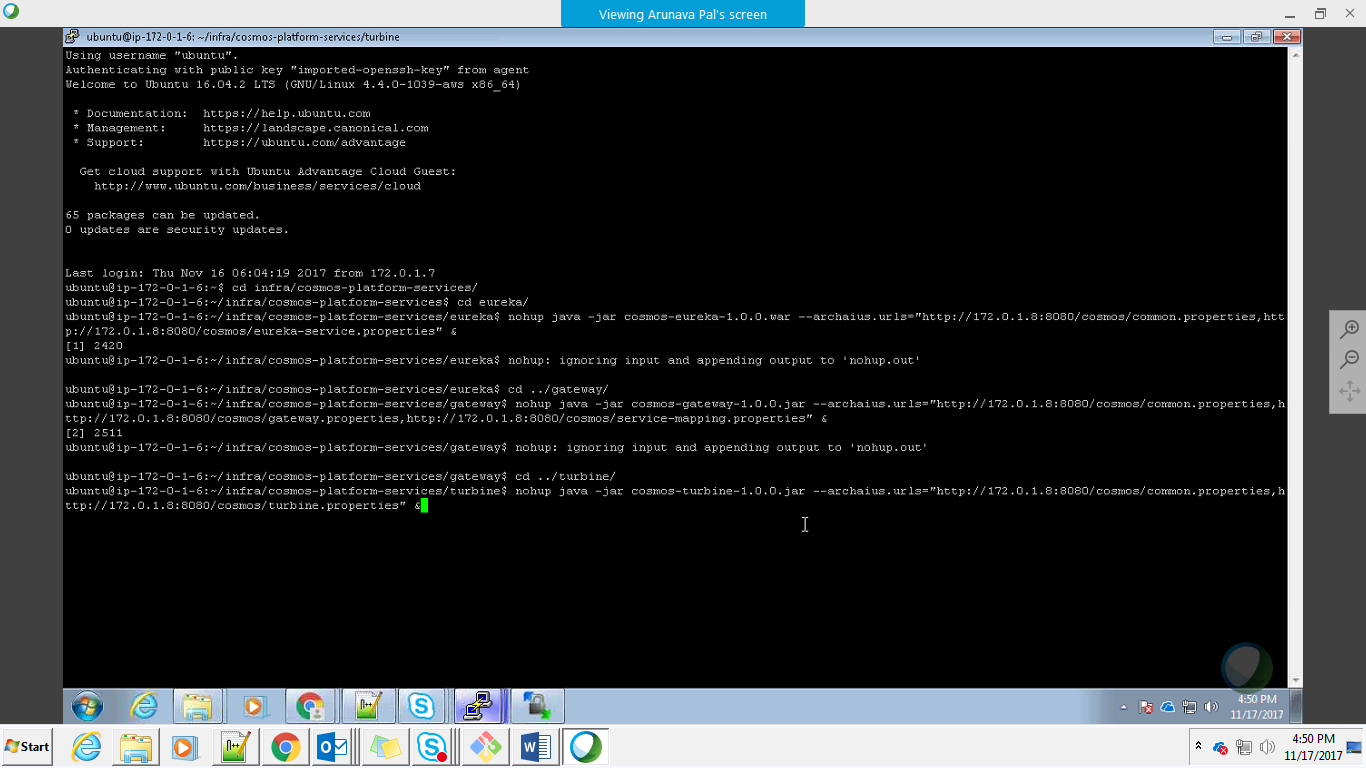 Viewing Arunava Pal's screen
ubuntu@ip-172-0-1-6: ~/infra/cosmos-platform-services/turbine
Using username "ubuntu".
Authenticating with public key "imported-openssh-key" from agent
Welcome to Ubuntu 16.04.2 LTS (GNU/Linux 4.4.0-1039-aws x86_64)
* Documentation:  https://help.ubuntu.com
* Management:     https://landscape.canonical.com
* Support:        https://ubuntu.com/advantage
Get cloud support with Ubuntu Advantage Cloud Guest:
http://www.ubuntu.com/business/services/cloud
65 packages can be updated.
0 updates are security updates.
Last login: Thu Nov 16 06:04:19 2017 from 172.0.1.7
ubuntu@ip-172-0-1-6:~$ cd infra/cosmos-platform-services/
ubuntu@ip-172-0-1-6:~/infra/cosmos-platform-services$ cd eureka/
ubuntu@ip-172-0-1-6:~/infra/cosmos-platform-services/eureka$ nohup java -jar cosmos-eureka-1.0.0.war --archaius.urls="http://172.0.1.8:8080/cosmos/common.properties,htt
p://172.0.1.8:8080/cosmos/eureka-service.properties" &
[1] 2420
ubuntu@ip-172-0-1-6:~/infra/cosmos-platform-services/eureka$ nohup: ignoring input and appending output to 'nohup.out'
ubuntu@ip-172-0-1-6:~/infra/cosmos-platform-services/eureka$ cd ../gateway/
ubuntu@ip-172-0-1-6:~/infra/cosmos-platform-services/gateway$ nohup java -jar cosmos-gateway-1.0.0.jar --archaius.urls="http://172.0.1.8:8080/cosmos/common.properties,h
ttp://172.0.1.8:8080/cosmos/gateway.properties,http://172.0.1.8:8080/cosmos/service-mapping.properties" &
[2] 2511
ubuntu@ip-172-0-1-6:~/infra/cosmos-platform-services/gateway$ nohup: ignoring input and appending output to 'nohup.out'
ubuntu@ip-172-0-1-6:~/infra/cosmos-platform-services/gateway$ cd ../turbine/
ubuntu@ip-172-0-1-6:~/infra/cosmos-platform-services/turbine$ nohup java -jar cosmos-turbine-1.0.0.jar --archaius.urls="http://172.0.1.8:8080/cosmos/common.properties,h
ttp://172.0.1.8:8080/cosmos/turbine.properties" &
4:50 PM
11/17/2017
Start
4:50 PM
11/17/2017